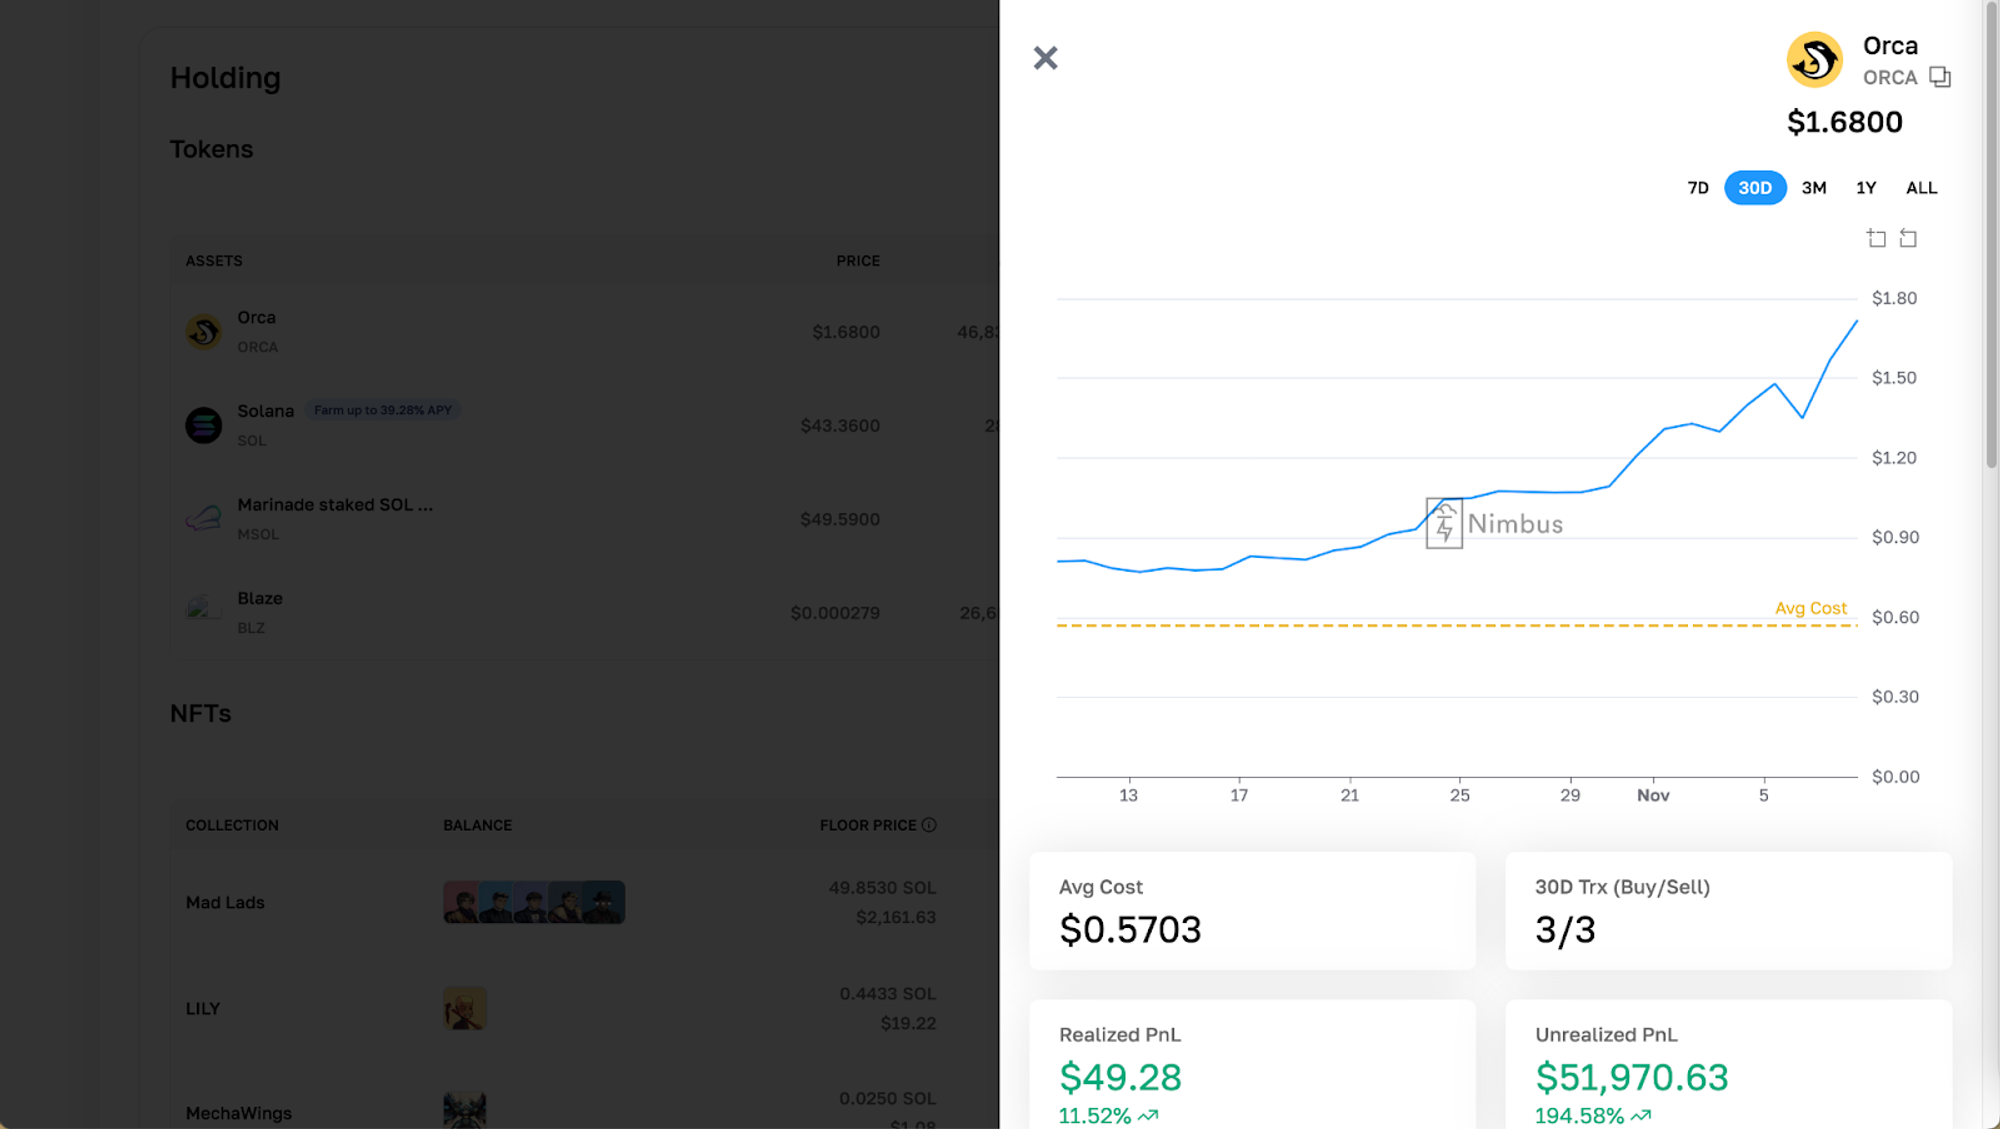 Holding
Tokens
ASSETS PRICE
Orca
ORCA
$1.6800 46,83
Solana Farm up to 39.28% APY
SOL
$43.3600 28
Marinade staked SOL ...
MSOL
$49.5900
Blaze
BLZ
$0.000279 26,6
NFTs
COLLECTION BALANCE FLOOR PRICE
Mad Lads
49.8530 SOL
$2,161.63
LILY
0.4433 SOL
$19.22
MechaWings
0.0250 SOL
$1.08
Orca
ORCA
$1.6800
7D 30D 3M 1Y ALL
$1.80
$1.50
$1.20
Nimbus
$0.90
Avg Cost
$0.60
$0.30
$0.00
13 17 21 25 29 Nov 5
Avg Cost
$0.5703
30D Trx (Buy/Sell)
3/3
Realized PnL
$49.28
11.52%
Unrealized PnL
$51,970.63
194.58%